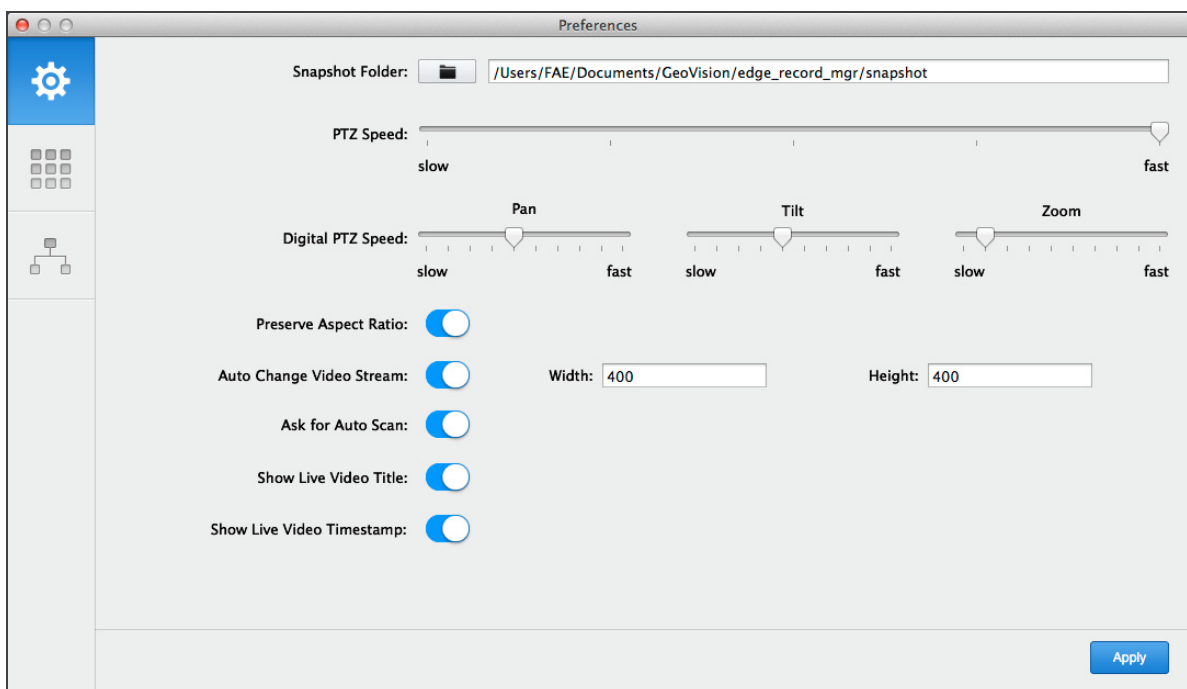 Preferences
Snapshot Folder: /Users/FAE/Documents/GeoVision/edge_record_mgr/snapshot
PTZ Speed:
slow fast
Pan Tilt Zoom
Digital PTZ Speed:
slow fast slow fast slow fast
Preserve Aspect Ratio:
Auto Change Video Stream: Width: 400 Height: 400
Ask for Auto Scan:
Show Live Video Title:
Show Live Video Timestamp:
Apply